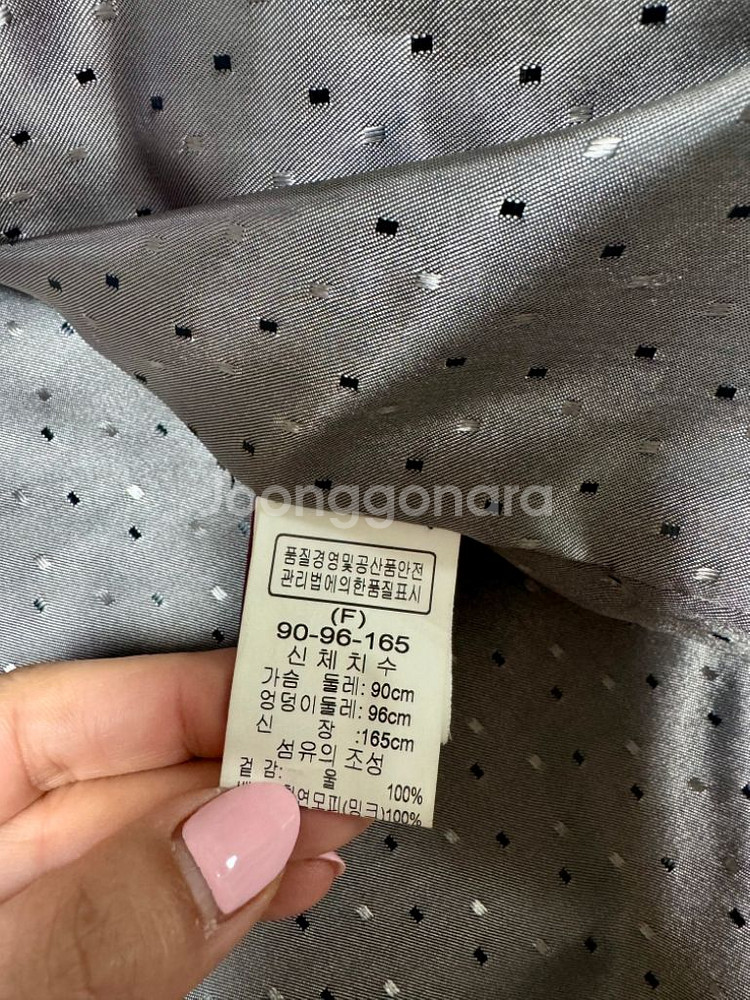 Joonggonara
품질경영및공산품안전
관리법에의한품질표시
(F)
90-96-165
신 체 치 수
가슴 둘레: 90cm
엉덩이둘레: 96cm
신 장 :165cm
섬유의 조성
겉 감: 울 100%
천연모피(밍크)100%